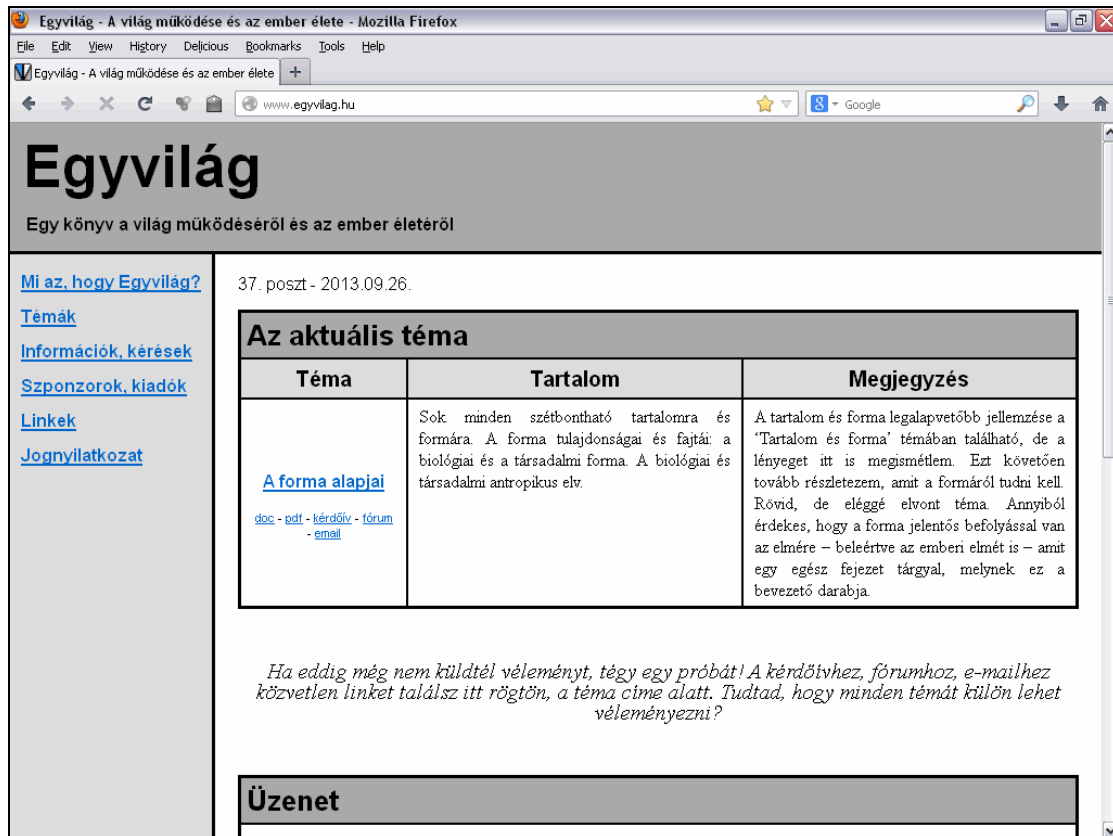 Egyvilág - A világ működése és az ember élete - Mozilla Firefox
File Edit View History Delicious Bookmarks Tools Help
Egyvilág - A világ működése és az ember élete
www.egyvilag.hu
Google
Egyvilág
Egy könyv a világ működéséről és az ember életéről
Mi az, hogy Egyvilág?
Témák
Információk, kérések
Szponzorok, kiadók
Linkek
Jognyilatkozat
37. poszt - 2013.09.26.
Az aktuális téma
Téma
Tartalom
Megjegyzés
A forma alapjai
doc - pdf - kérdőív - fórum
- email
Sok minden szétbontható tartalomra és
formára. A forma tulajdonságai és fajtái: a
biológiai és a társadalmi forma. A biológiai és
társadalmi antropikus elv.
A tartalom és forma legalapvetőbb jellemzése a
‘Tartalom és forma’ témában található, de a
lényeget itt is megismétlem. Ezt követően
tovább részletezem, amit a formáról tudni kell.
Rövid, de eléggé elvont téma. Annyiból
érdekes, hogy a forma jelentős befolyással van
az elmére – beleértve az emberi elmét is – amit
egy egész fejezet tárgyal, melynek ez a
bevezető darabja.
Ha eddig még nem küldtél véleményt, tégy egy próbát! A kérdőívhez, fórumhoz, e-mailhez
közvetlen linket találsz itt rögtön, a téma címe alatt. Tudtad, hogy minden témát külön lehet
véleményezni?
Üzenet